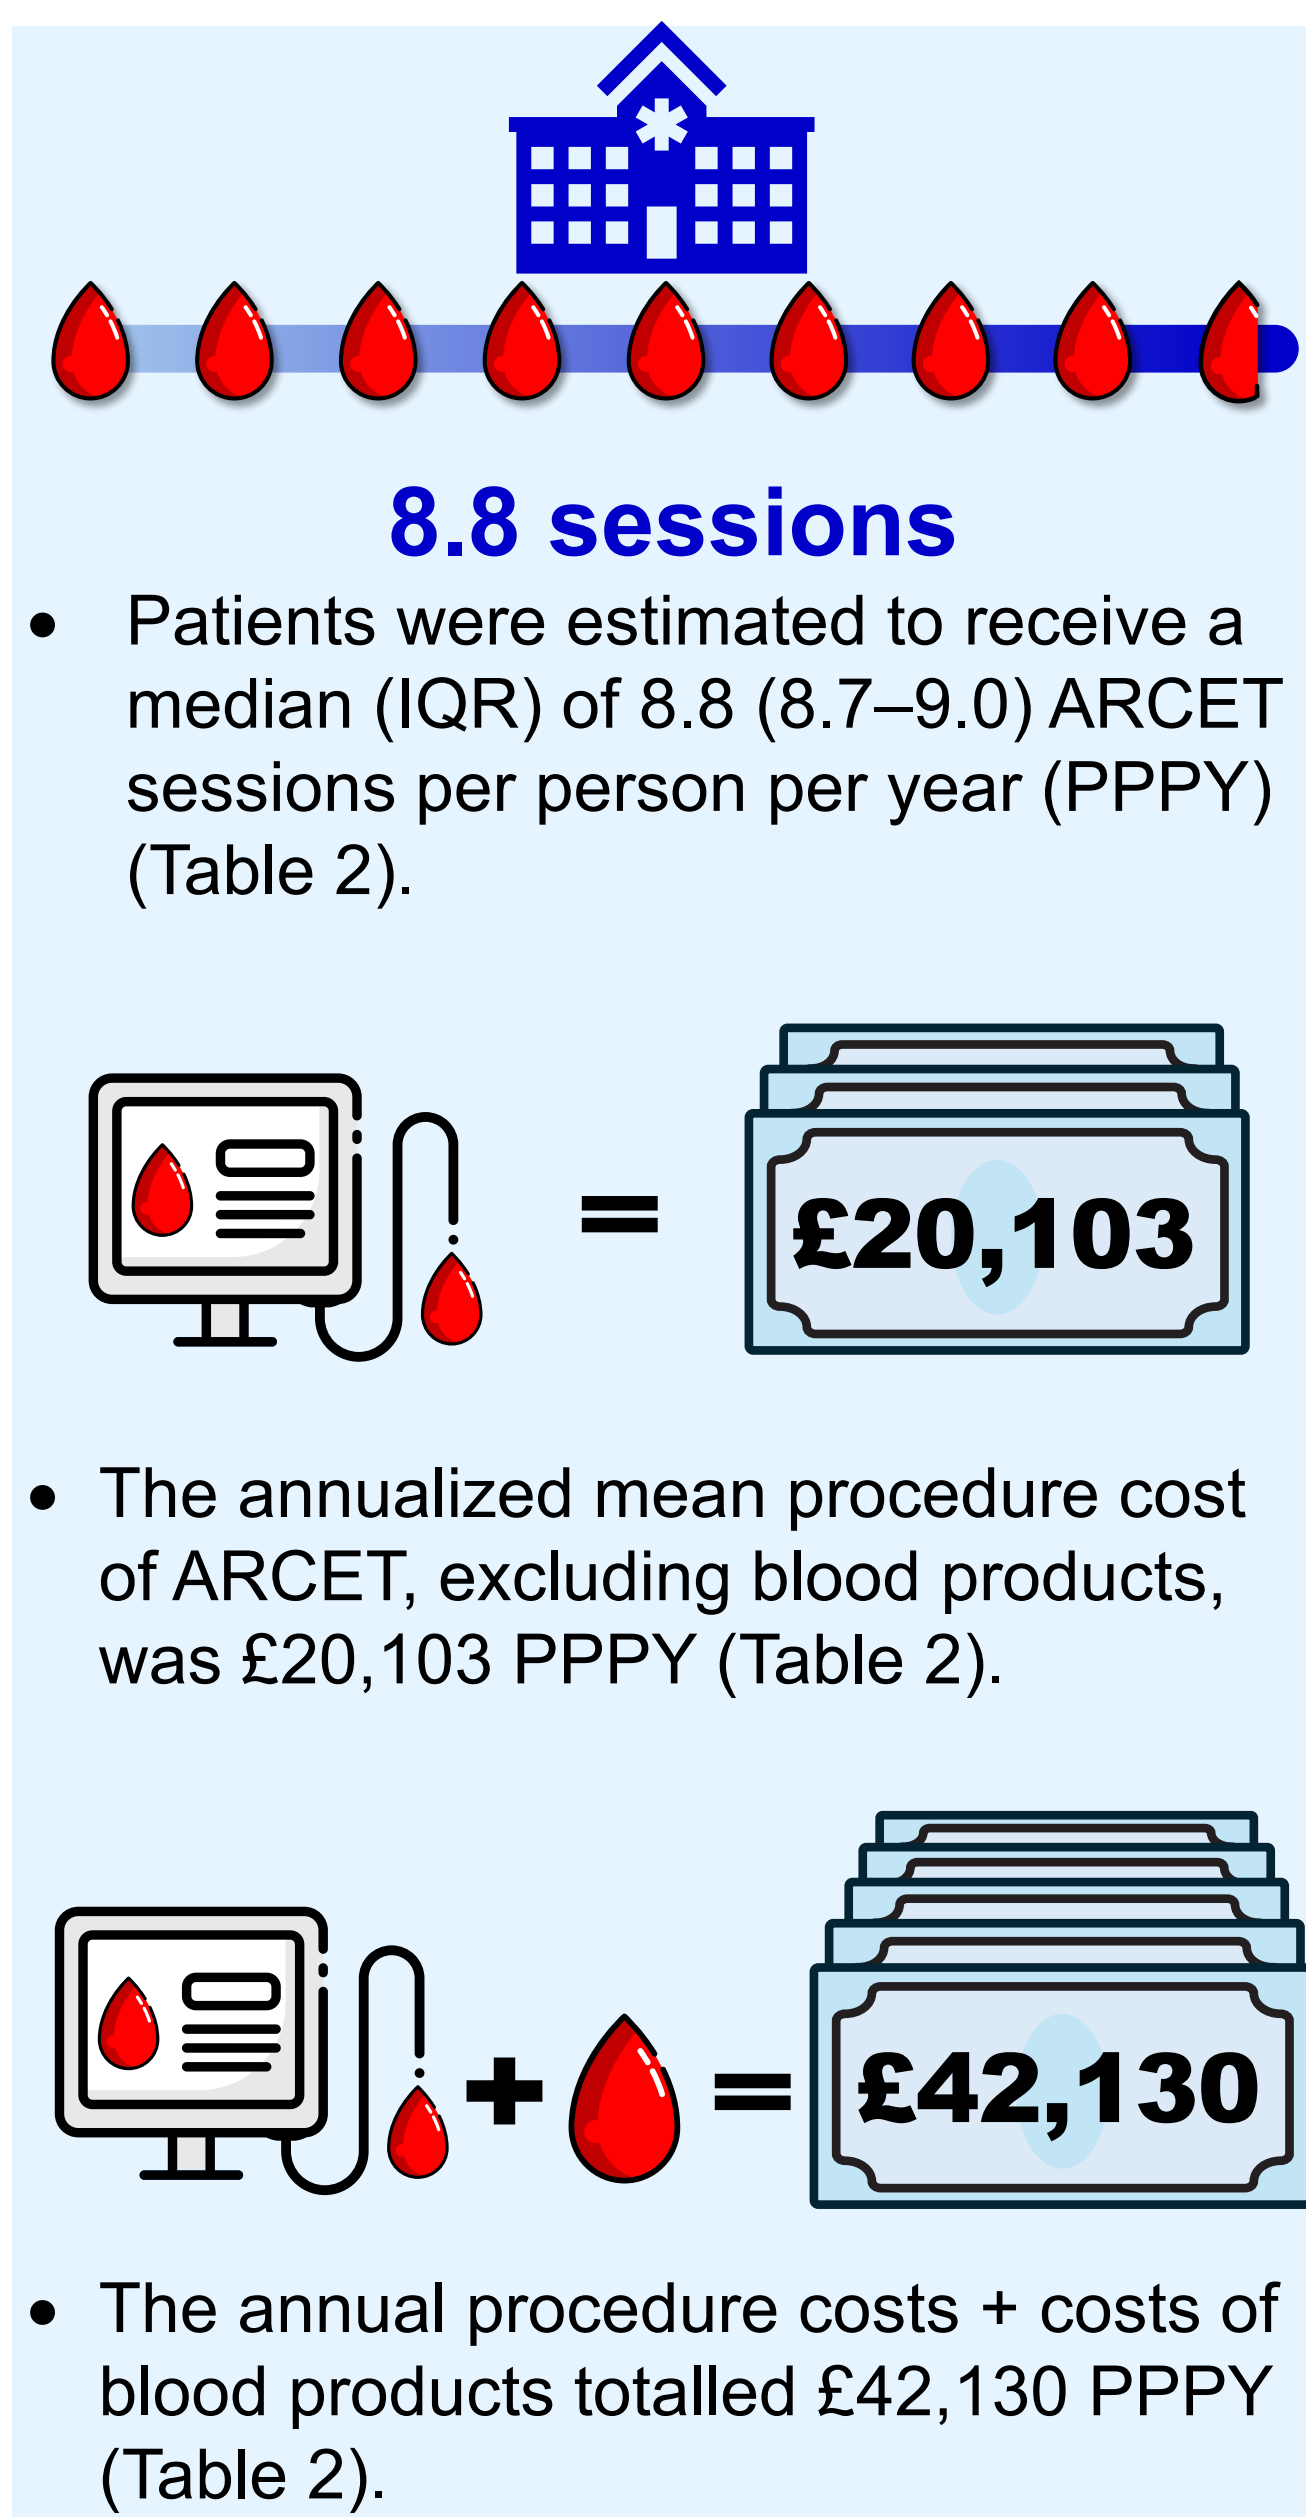 8.8 sessions
• Patients were estimated to receive a
median (IQR) of 8.8 (8.7–9.0) ARCET
sessions per person per year (PPPY)
(Table 2).
= £20,103
• The annualized mean procedure cost
of ARCET, excluding blood products,
was £20,103 PPPY (Table 2).
+ = £42,130
• The annual procedure costs + costs of
blood products totalled £42,130 PPPY
(Table 2).